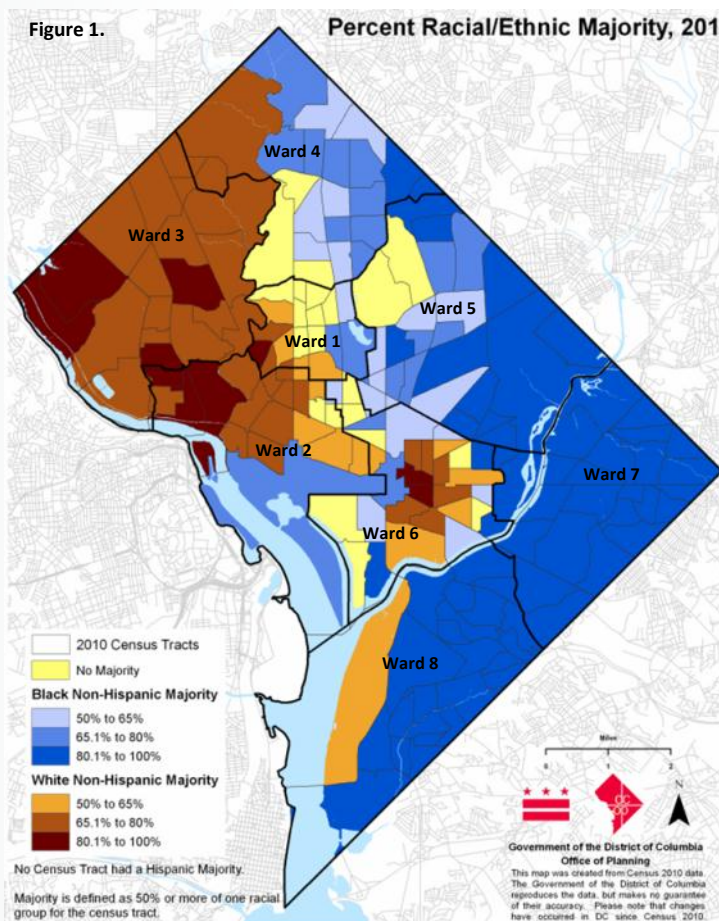 Figure 1.
Percent Racial/Ethnic Majority, 201
Ward 4
Ward 3
Ward 5
Ward 1
Ward 2
Ward 7
Ward 6
Ward 8
2010 Census Tracts
No Majority
Black Non-Hispanic Majority
50% to 65%
65.1% to 80%
80.1% to 100%
White Non-Hispanic Majority
50% to 65%
65.1% to 80%
80.1% to 100%
No Census Tract had a Hispanic Majority.
Majority is defined as 50% or more of one racial
group for the census tract.
Miles
0 1 2
N
Government of the District of Columbia
Office of Planning
This map was created from Census 2010 data.
The Government of the District of Columbia
reproduces the data, but makes no guarantee
of their accuracy. Please note that changes
have occurred in DC since Census 2010.